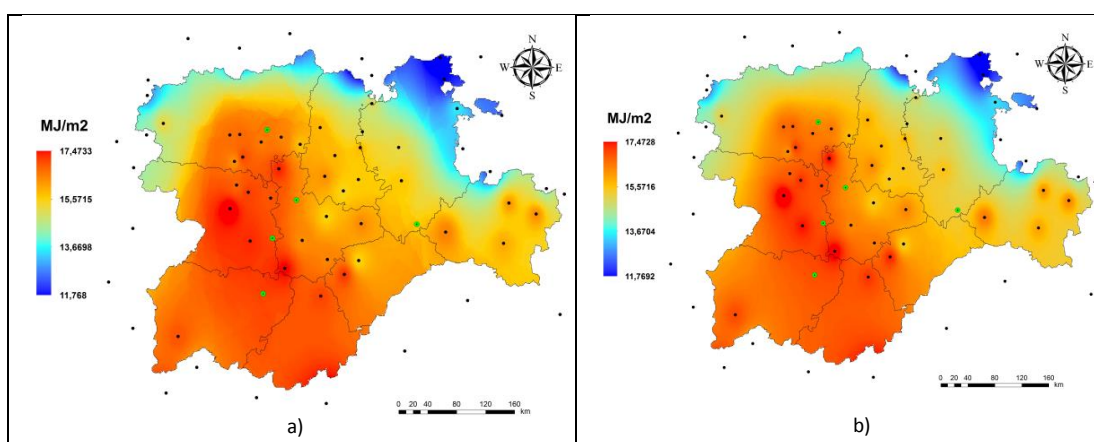 N
W E
S
MJ/m2
17,4733
15,5715
13,6698
11,768
0 20 40 80 120 160
km
a)
N
W E
S
MJ/m2
17,4728
15,5716
13,6704
11,7692
0 20 40 80 120 160
km
b)